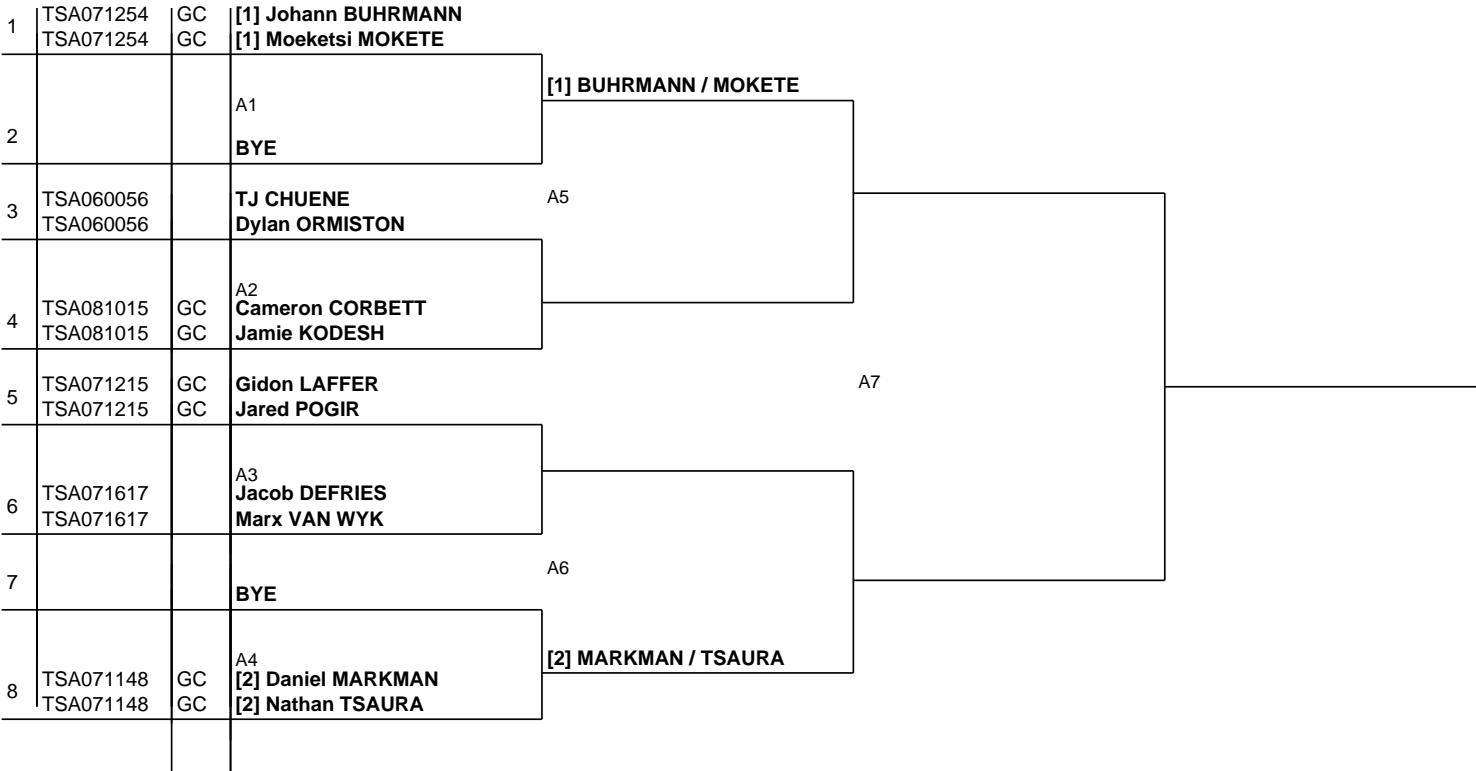 1 TSA071254 GC [1] Johann BUHRMANN
TSA071254 GC [1] Moeketsi MOKETE
[1] BUHRMANN / MOKETE
A1
2 BYE
3 TSA060056 TJ CHUENE
TSA060056 Dylan ORMISTON
A5
A2
4 TSA081015 GC Cameron CORBETT
TSA081015 GC Jamie KODESH
5 TSA071215 GC Gidon LAFFER
TSA071215 GC Jared POGIR
A7
A3
6 TSA071617 Jacob DEFRIES
TSA071617 Marx VAN WYK
A6
7 BYE
A4
[2] MARKMAN / TSAURA
8 TSA071148 GC [2] Daniel MARKMAN
TSA071148 GC [2] Nathan TSAURA